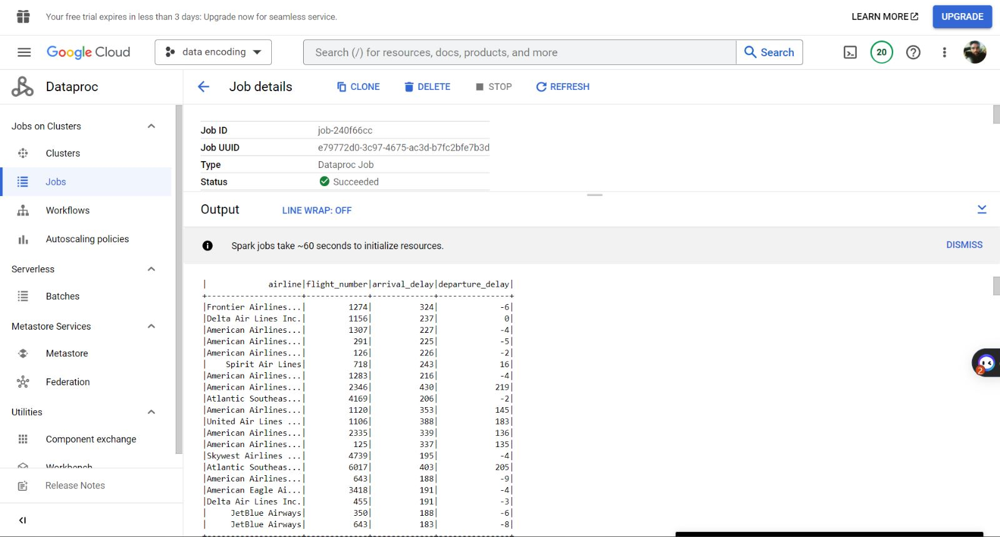 Your free trial expires in less than 3 days: Upgrade now for seamless service.
LEARN MORE
UPGRADE
Google Cloud
data encoding
Search (/) for resources, docs, products, and more
Search
20
Dataproc
Job details
CLONE
DELETE
STOP
REFRESH
Jobs on Clusters
Clusters
Jobs
Workflows
Autoscaling policies
Serverless
Batches
Metastore Services
Metastore
Federation
Utilities
Component exchange
Workbench
Release Notes
Job ID job-240f66cc
Job UUID e79772d0-3c97-4675-ac3d-b7fc2bfe7b3d
Type Dataproc Job
Status Succeeded
Output
LINE WRAP: OFF
Spark jobs take ~60 seconds to initialize resources.
DISMISS
| airline|flight_number|arrival_delay|departure_delay|
+--------------------+-------------+-------------+---------------+
|Frontier Airlines...| 1274| 324| -6|
|Delta Air Lines Inc.| 1156| 237| 0|
|American Airlines...| 1307| 227| -4|
|American Airlines...| 291| 225| -5|
|American Airlines...| 126| 226| -2|
| Spirit Air Lines| 718| 243| 16|
|American Airlines...| 1283| 216| -4|
|American Airlines...| 2346| 430| 219|
|Atlantic Southeas...| 4169| 206| -2|
|American Airlines...| 1120| 353| 145|
|United Air Lines ...| 1106| 388| 183|
|American Airlines...| 2335| 339| 136|
|American Airlines...| 125| 337| 135|
|Skywest Airlines ...| 4739| 195| -4|
|Atlantic Southeas...| 6017| 403| 205|
|American Airlines...| 643| 188| -9|
|American Eagle Ai...| 3418| 191| -4|
|Delta Air Lines Inc.| 455| 191| -3|
| JetBlue Airways| 350| 188| -6|
| JetBlue Airways| 643| 183| -8|
+--------------------+-------------+-------------+---------------+
2